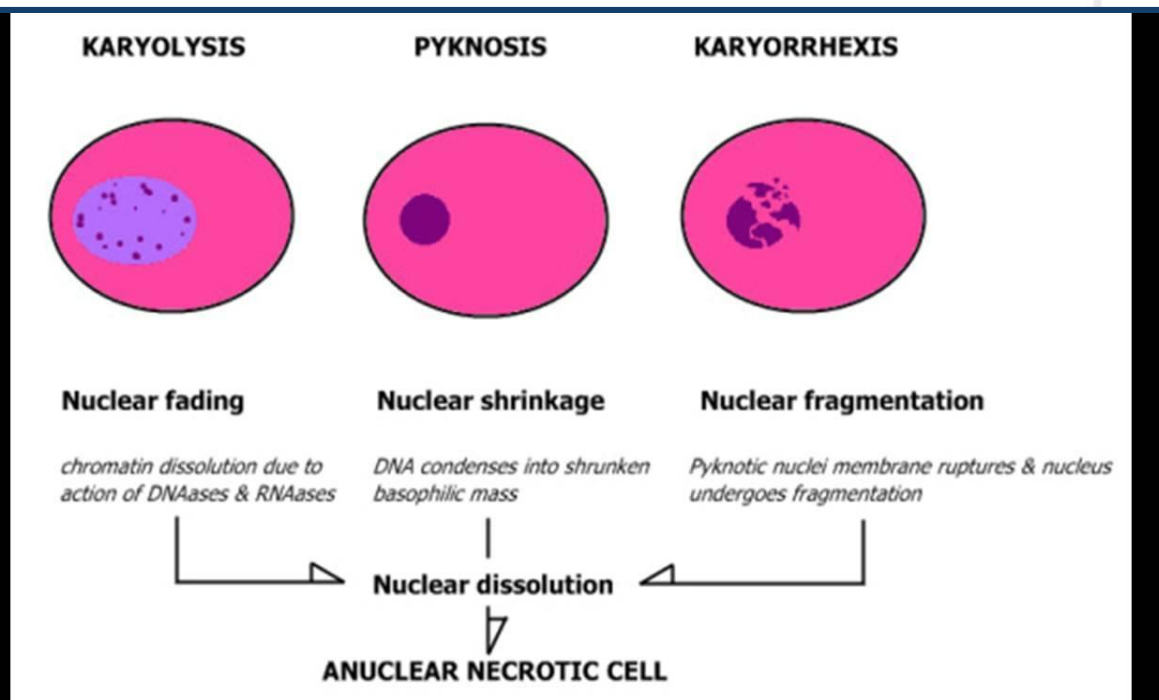 KARYOLYSIS PYKNOSIS KARYORRHEXIS
Nuclear fading Nuclear shrinkage Nuclear fragmentation
chromatin dissolution due to
action of DNAases & RNAases
DNA condenses into shrunken
basophilic mass
Pyknotic nuclei membrane ruptures & nucleus
undergoes fragmentation
Nuclear dissolution
ANUCLEAR NECROTIC CELL